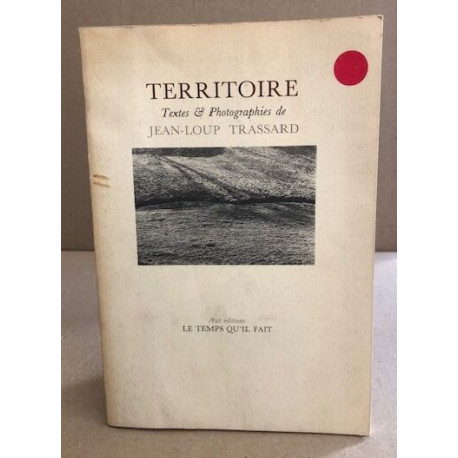 TERRITOIRE
Textes & Photographies de
JEAN-LOUP TRASSARD
Aux éditions
LE TEMPS QU'IL FAIT